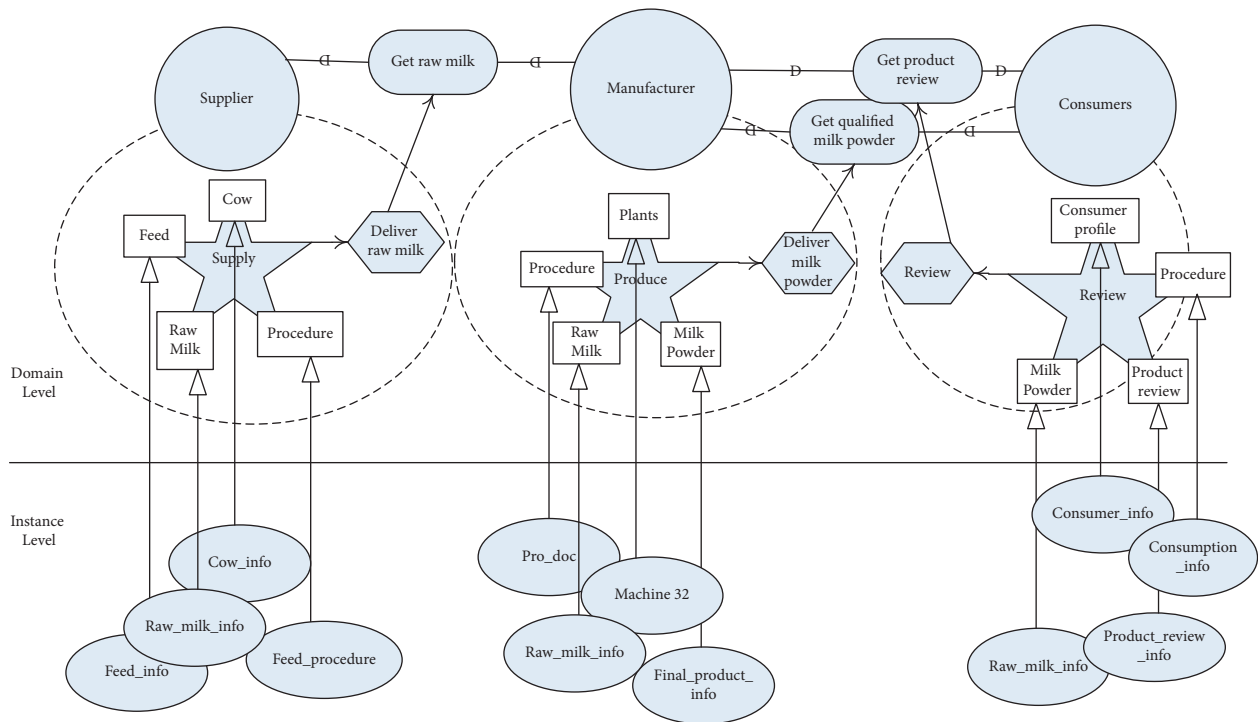 Get raw milk
Get product
review
Supplier
Manufacturer
Consumers
D
D
D
D
D
D
Get qualified
milk powder
Cow
Feed
Supply
Deliver
raw milk
Raw
Milk
Procedure
Plants
Procedure
Produce
Deliver
milk
powder
Raw
Milk
Milk
Powder
Consumer
profile
Review
Review
Procedure
Milk
Powder
Product
review
Domain
Level
Instance
Level
Cow_info
Raw_milk_info
Feed_info
Feed_procedure
Pro_doc
Machine 32
Raw_milk_info
Final_product_
info
Consumer_info
Consumption
_info
Raw_milk_info
Product_review
_info